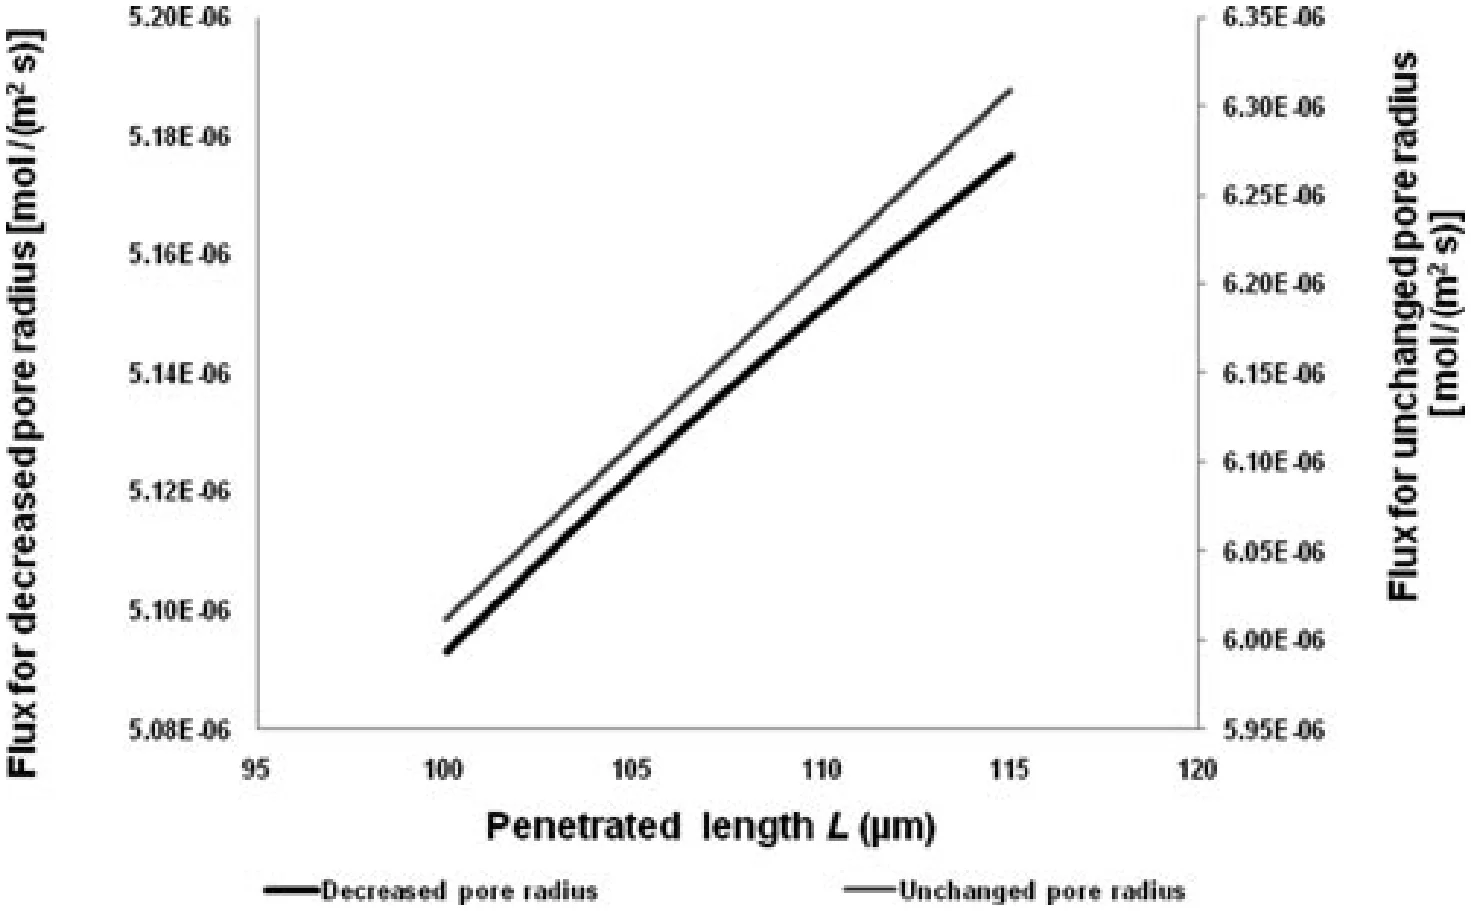 Flux for decreased pore radius [mol/(m² s)]
5.20E-06
5.18E-06
5.16E-06
5.14E-06
5.12E-06
5.10E-06
5.08E-06
6.35E-06
6.30E-06
6.25E-06
6.20E-06
6.15E-06
6.10E-06
6.05E-06
6.00E-06
5.95E-06
Flux for unchanged pore radius
[mol/(m² s)]
95 100 105 110 115 120
Penetrated length L (µm)
Decreased pore radius Unchanged pore radius